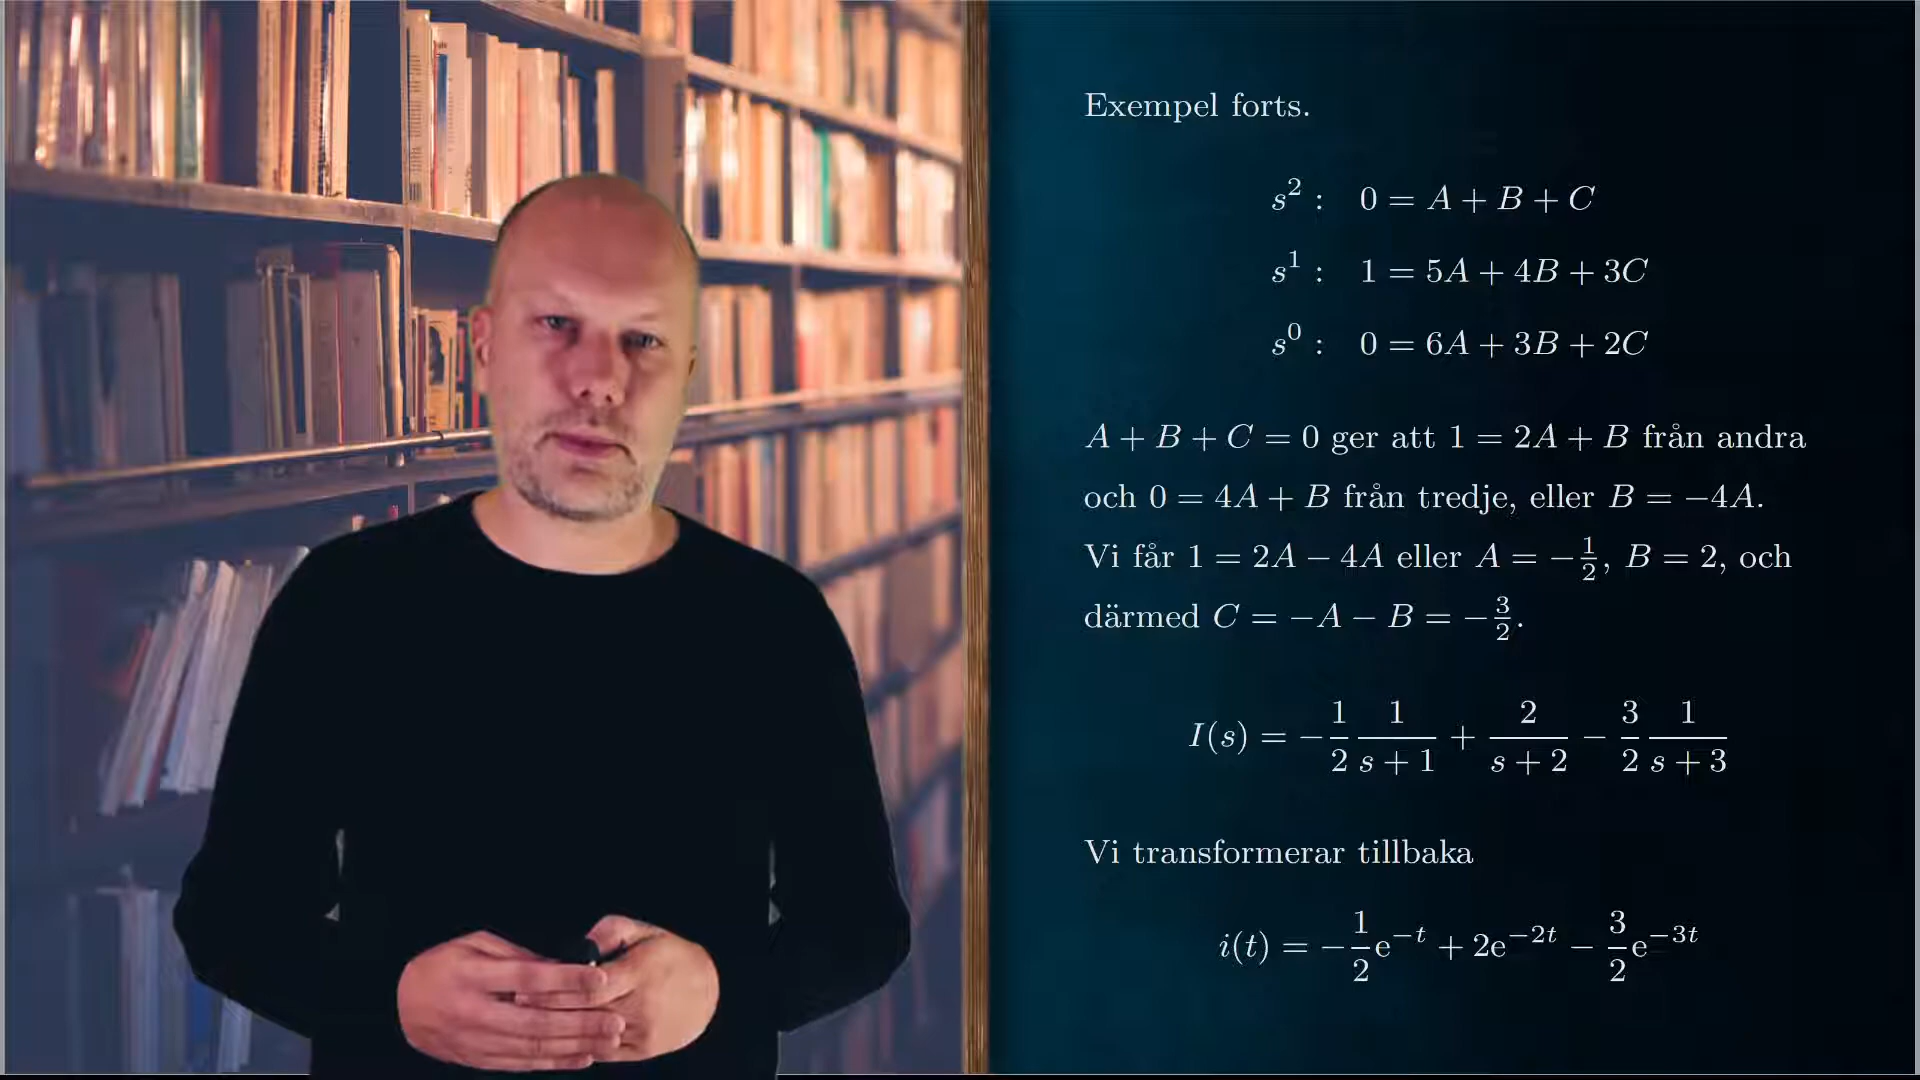 Exempel forts.
s² : 0 = A + B + C
s¹ : 1 = 5A + 4B + 3C
s⁰ : 0 = 6A + 3B + 2C
A + B + C = 0 ger att 1 = 2A + B från andra
och 0 = 4A + B från tredje, eller B = −4A.
Vi får 1 = 2A − 4A eller A = −1/2, B = 2, och
därmed C = −A − B = −3/2.
I(s) = −1/2 1/(s + 1) + 2/(s + 2) − 3/2 1/(s + 3)
Vi transformerar tillbaka
i(t) = −1/2 e^{−t} + 2e^{−2t} − 3/2 e^{−3t}